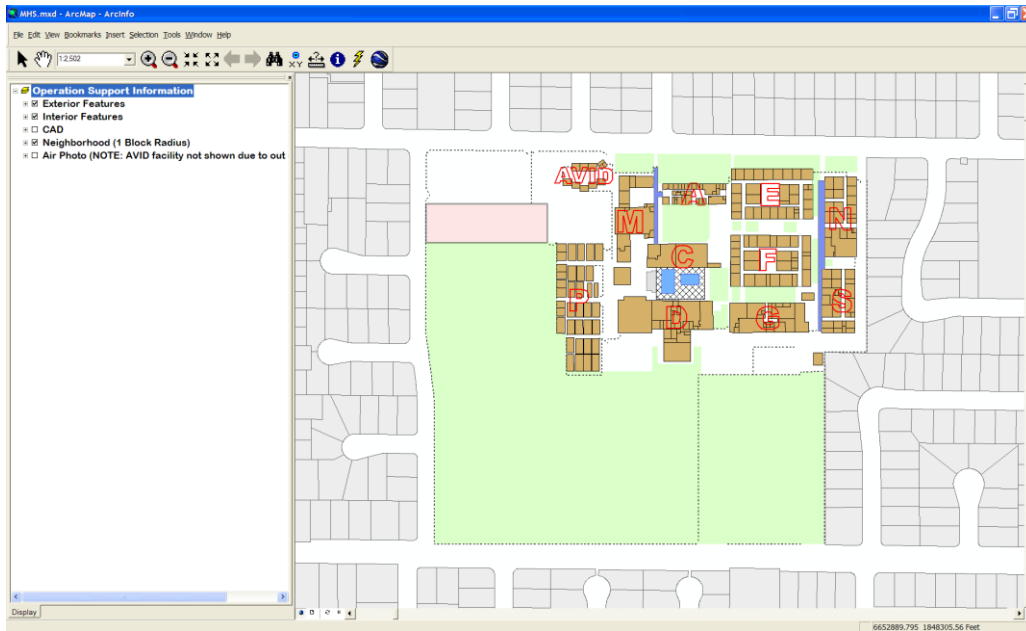 MHS.mxd - ArcMap - ArcInfo
File Edit View Bookmarks Insert Selection Tools Window Help
1:2,502
XY
Operation Support Information
Exterior Features
Interior Features
CAD
Neighborhood (1 Block Radius)
Air Photo (NOTE: AVID facility not shown due to out
AVID
A
E
M
N
C
F
P
S
D
G
Display
6652889.795 1848305.56 Feet